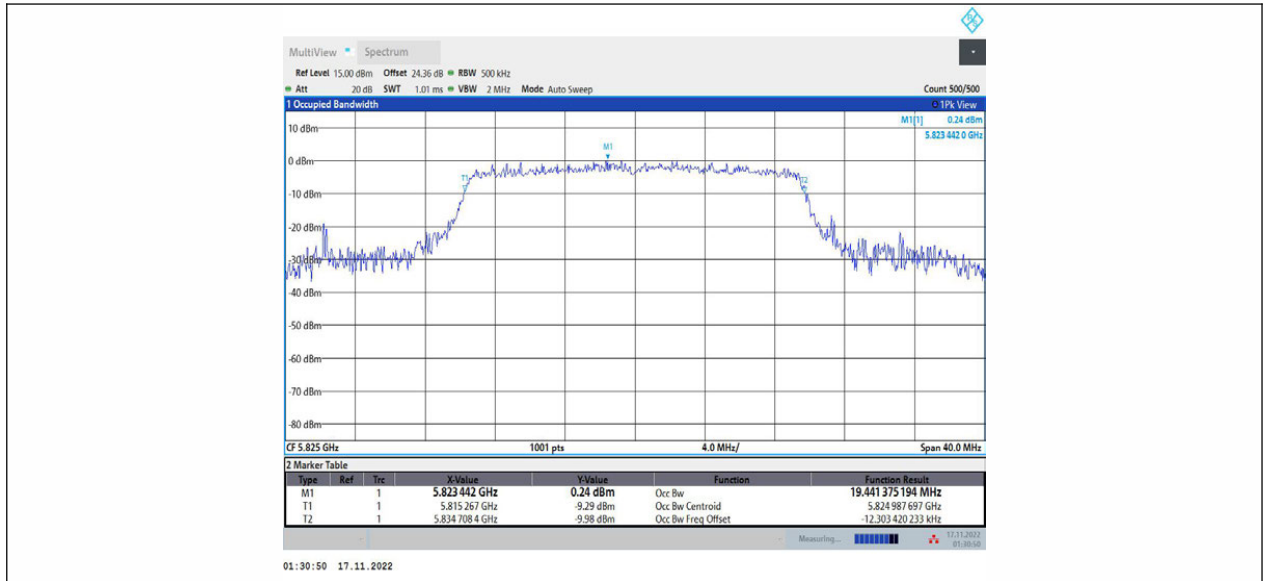 MultiView Spectrum
Ref Level 15.00 dBm Offset 24.36 dB RBW 500 kHz
Att 20 dB SWT 1.01 ms VBW 2 MHz Mode Auto Sweep Count 500/500
1 Occupied Bandwidth 1Pk View
M1[1] 0.24 dBm
5.823 442 0 GHz
10 dBm
M1
0 dBm
T1 T2
-10 dBm
-20 dBm
-30 dBm
-40 dBm
-50 dBm
-60 dBm
-70 dBm
-80 dBm
CF 5.825 GHz 1001 pts 4.0 MHz/ Span 40.0 MHz
2 Marker Table
Type Ref Trc X-Value Y-Value Function Function Result
M1 1 5.823 442 GHz 0.24 dBm Occ Bw 19.441 375 194 MHz
T1 1 5.815 267 GHz -9.29 dBm Occ Bw Centroid 5.824 987 697 GHz
T2 1 5.834 708 4 GHz -9.98 dBm Occ Bw Freq Offset -12.303 420 233 kHz
Measuring... 17.11.2022
01:30:50
01:30:50 17.11.2022